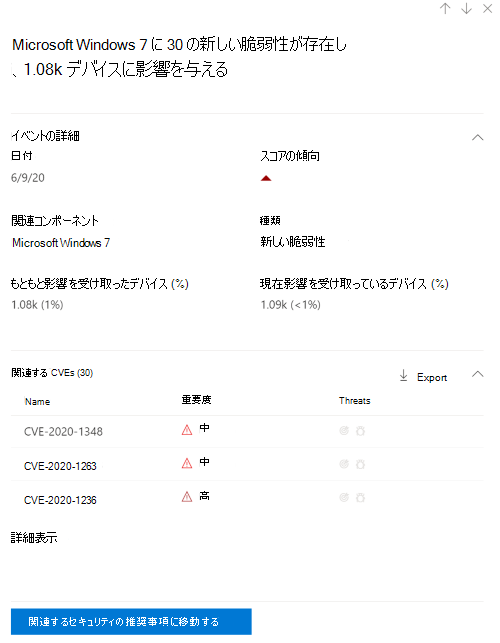 Microsoft Windows 7 に 30 の新しい脆弱性が存在し
、1.08k デバイスに影響を与える
イベントの詳細
日付
スコアの傾向
6/9/20
関連コンポーネント
種類
Microsoft Windows 7
新しい脆弱性
もともと影響を受け取ったデバイス (%)
現在影響を受け取っているデバイス (%)
1.08k (1%)
1.09k (<1%)
関連する CVEs (30)
Export
Name
重要度
Threats
CVE-2020-1348
中
CVE-2020-1263
中
CVE-2020-1236
高
詳細表示
関連するセキュリティの推奨事項に移動する